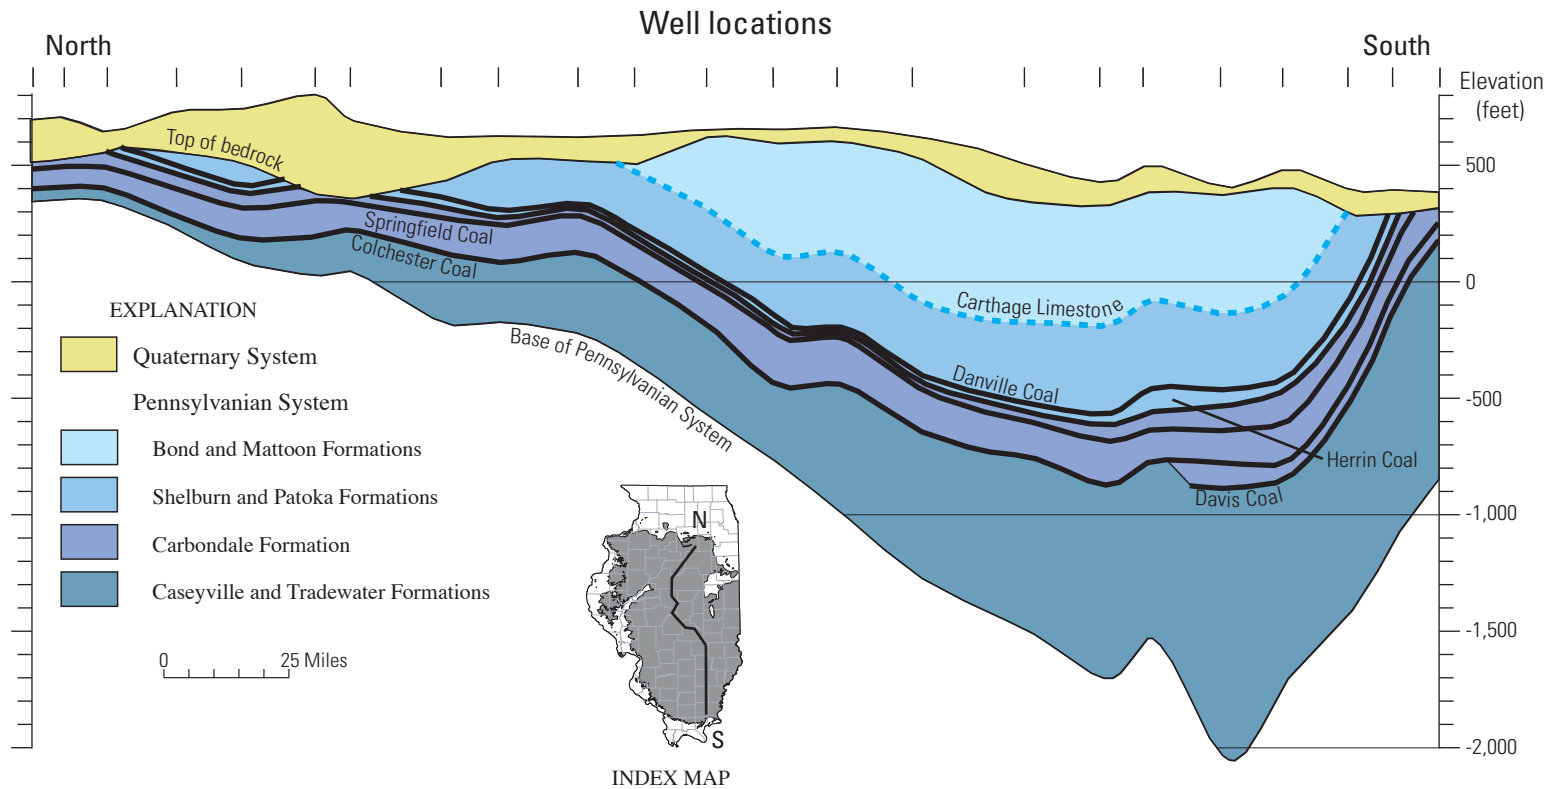 Well locations
North
South
Elevation
(feet)
Top of bedrock
500
Springfield Coal
Colchester Coal
0
Carthage Limestone
EXPLANATION
Quaternary System
Base of Pennsylvanian System
Danville Coal
-500
Pennsylvanian System
Bond and Mattoon Formations
Herrin Coal
Shelburn and Patoka Formations
Davis Coal
-1,000
N
Carbondale Formation
Caseyville and Tradewater Formations
-1,500
0 25 Miles
S
-2,000
INDEX MAP